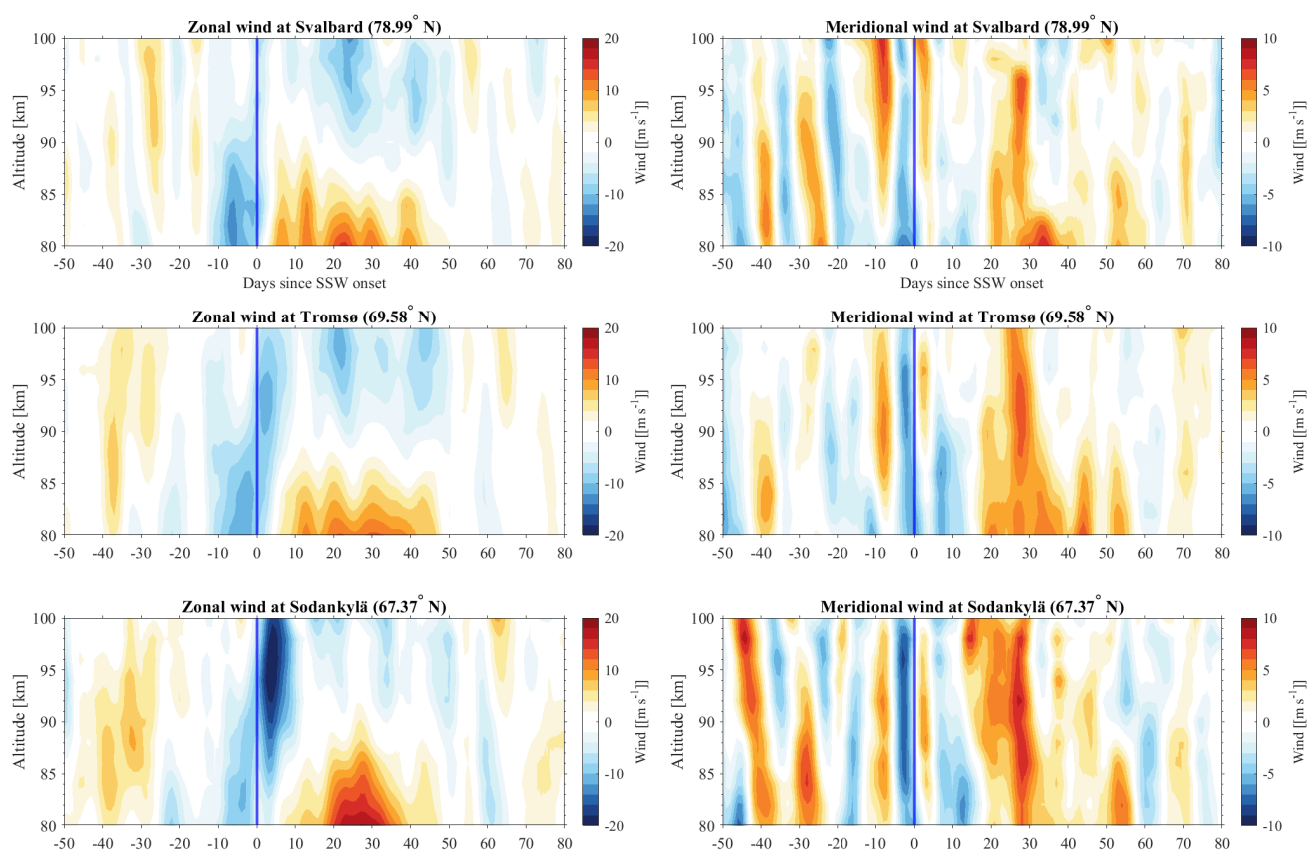 Zonal wind at Svalbard (78.99° N)
100
95
90
85
80
Altitude [km]
-50 -40 -30 -20 -10 0 10 20 30 40 50 60 70 80
Days since SSW onset
20
10
0
-10
-20
Wind [[m s⁻¹]]
Meridional wind at Svalbard (78.99° N)
100
95
90
85
80
Altitude [km]
-50 -40 -30 -20 -10 0 10 20 30 40 50 60 70 80
Days since SSW onset
10
5
0
-5
-10
Wind [[m s⁻¹]]
Zonal wind at Tromsø (69.58° N)
100
95
90
85
80
Altitude [km]
-50 -40 -30 -20 -10 0 10 20 30 40 50 60 70 80
20
10
0
-10
-20
Wind [[m s⁻¹]]
Meridional wind at Tromsø (69.58° N)
100
95
90
85
80
Altitude [km]
-50 -40 -30 -20 -10 0 10 20 30 40 50 60 70 80
10
5
0
-5
-10
Wind [[m s⁻¹]]
Zonal wind at Sodankylä (67.37° N)
100
95
90
85
80
Altitude [km]
-50 -40 -30 -20 -10 0 10 20 30 40 50 60 70 80
20
10
0
-10
-20
Wind [[m s⁻¹]]
Meridional wind at Sodankylä (67.37° N)
100
95
90
85
80
Altitude [km]
-50 -40 -30 -20 -10 0 10 20 30 40 50 60 70 80
10
5
0
-5
-10
Wind [[m s⁻¹]]